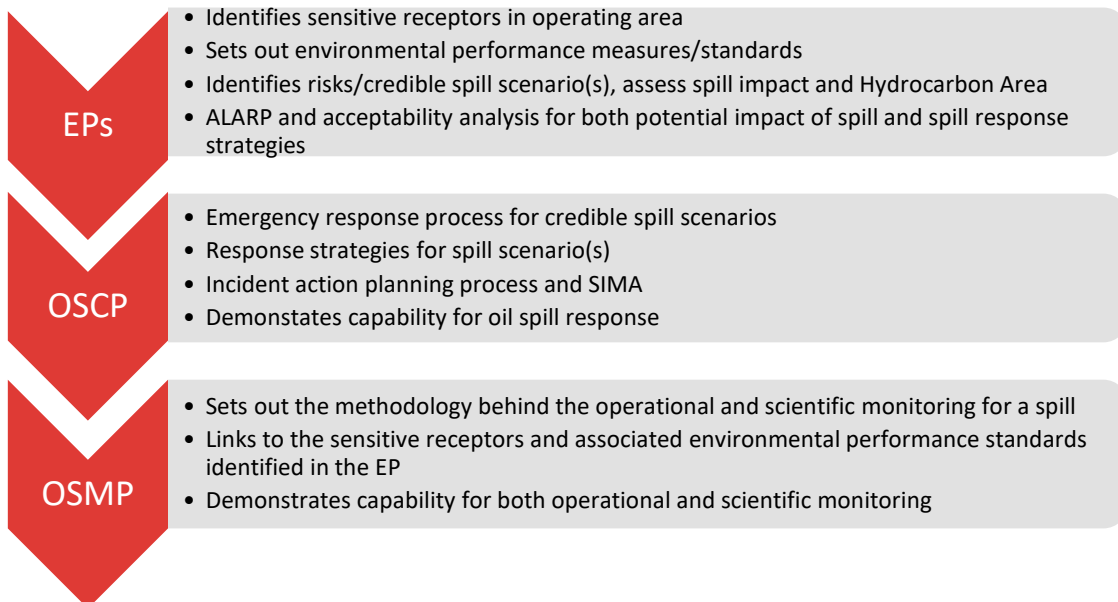 • Identifies sensitive receptors in operating area
• Sets out environmental performance measures/standards
• Identifies risks/credible spill scenario(s), assess spill impact and Hydrocarbon Area
• ALARP and acceptability analysis for both potential impact of spill and spill response
strategies
EPs
• Emergency response process for credible spill scenarios
• Response strategies for spill scenario(s)
• Incident action planning process and SIMA
• Demonstates capability for oil spill response
OSCP
• Sets out the methodology behind the operational and scientific monitoring for a spill
• Links to the sensitive receptors and associated environmental performance standards
identified in the EP
• Demonstrates capability for both operational and scientific monitoring
OSMP